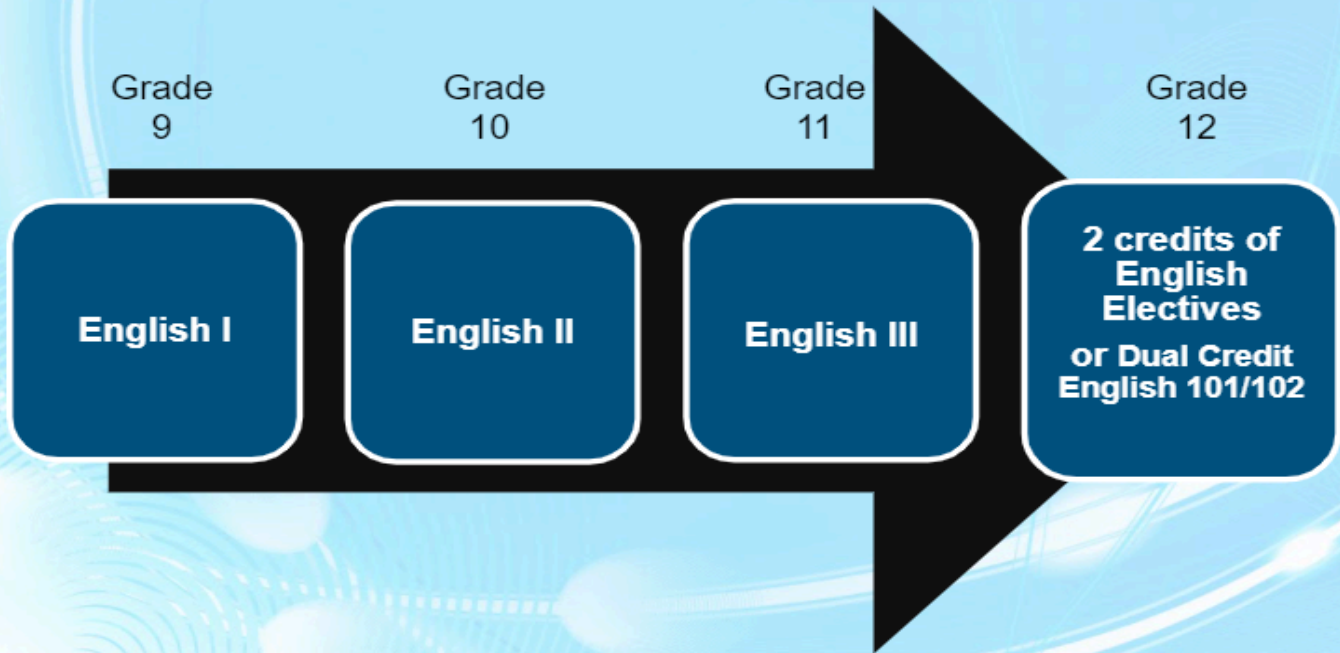 Grade
9
Grade
10
Grade
11
Grade
12
English I
English II
English III
2 credits of
English
Electives
or Dual Credit
English 101/102